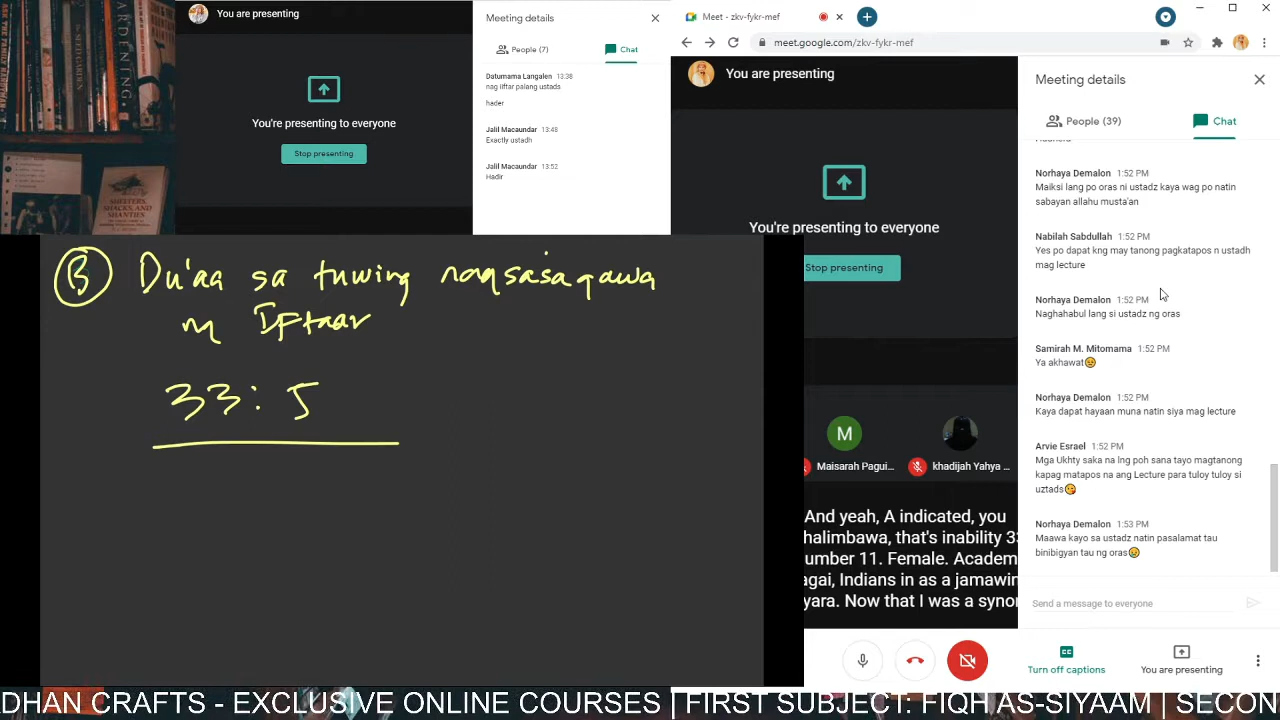 You are presenting
You're presenting to everyone
Stop presenting
Meeting details
People (7)
Chat
Datumama Langalen 13:38
nag iiftar palang ustads
hader
Jalil Macaundar 13:48
Exactly ustadh
Jalil Macaundar 13:52
Hadir
GARDENING
SHELTERS,
SHACKS, AND
SHANTIES
B Du'aa sa tuwing nagsasagawa
ng Iftaar
33: 5
Meet - zkv-fykr-mef
meet.google.com/zkv-fykr-mef
You are presenting
You're presenting to everyone
Stop presenting
Maisarah Pagui...
khadijah Yahya ...
M
And yeah, A indicated, you
halimbawa, that's inability 3
umber 11. Female. Academ
agai, Indians in as a jamawin
yara. Now that I was a synon
Meeting details
People (39)
Chat
Norhaya Demalon 1:52 PM
Maiksi lang po oras ni ustadz kaya wag po natin
sabayan allahu musta'an
Nabilah Sabdullah 1:52 PM
Yes po dapat kng may tanong pagkatapos n ustadh
mag lecture
Norhaya Demalon 1:52 PM
Naghahabul lang si ustadz ng oras
Samirah M. Mitomama 1:52 PM
Ya akhawat😖
Norhaya Demalon 1:52 PM
Kaya dapat hayaan muna natin siya mag lecture
Arvie Esrael 1:52 PM
Mga Ukhty saka na lng poh sana tayo magtanong
kapag matapos na ang Lecture para tuloy tuloy si
uztads😘
Norhaya Demalon 1:53 PM
Maawa kayo sa ustadz natin pasalamat tau
binibigyan tau ng oras😢
Send a message to everyone
CC
Turn off captions
You are presenting
DHAN CRAFTS - EXCLUSIVE ONLINE COURSES | FIRST SUBJECT: FIQH AS-SIYAAM | SECON